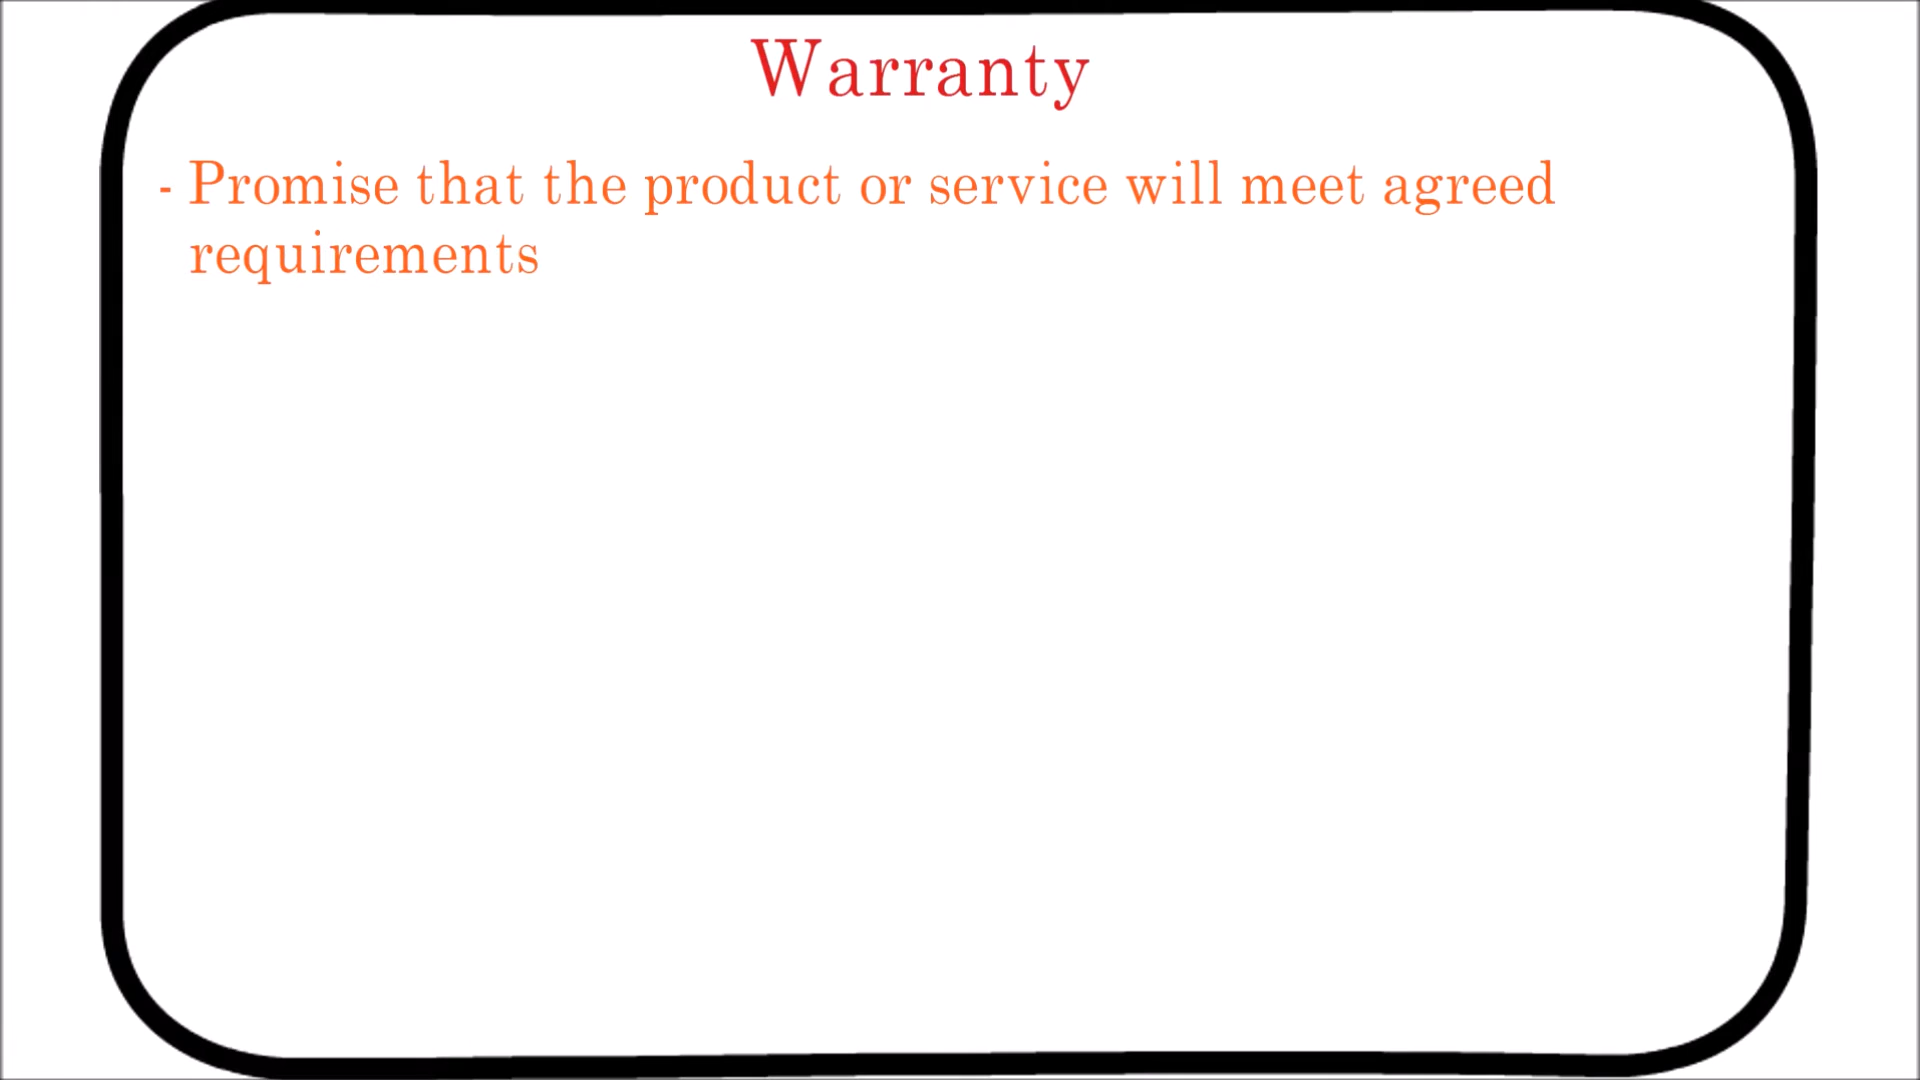 Warranty
- Promise that the product or service will meet agreed
requirements